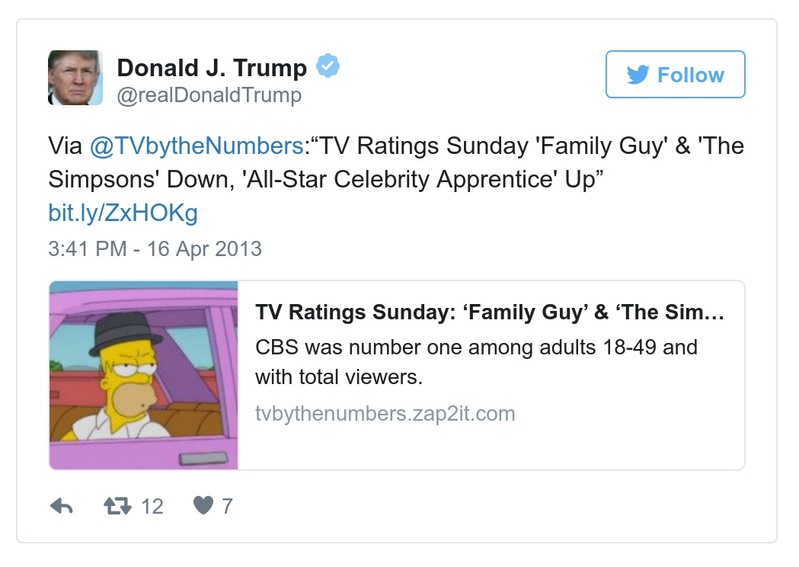 Donald J. Trump
@realDonaldTrump
Follow
Via @TVbytheNumbers:“TV Ratings Sunday 'Family Guy' & 'The
Simpsons' Down, 'All-Star Celebrity Apprentice' Up”
bit.ly/ZxHOKg
3:41 PM - 16 Apr 2013
TV Ratings Sunday: ‘Family Guy’ & ‘The Sim…
CBS was number one among adults 18-49 and
with total viewers.
tvbythenumbers.zap2it.com
12
7